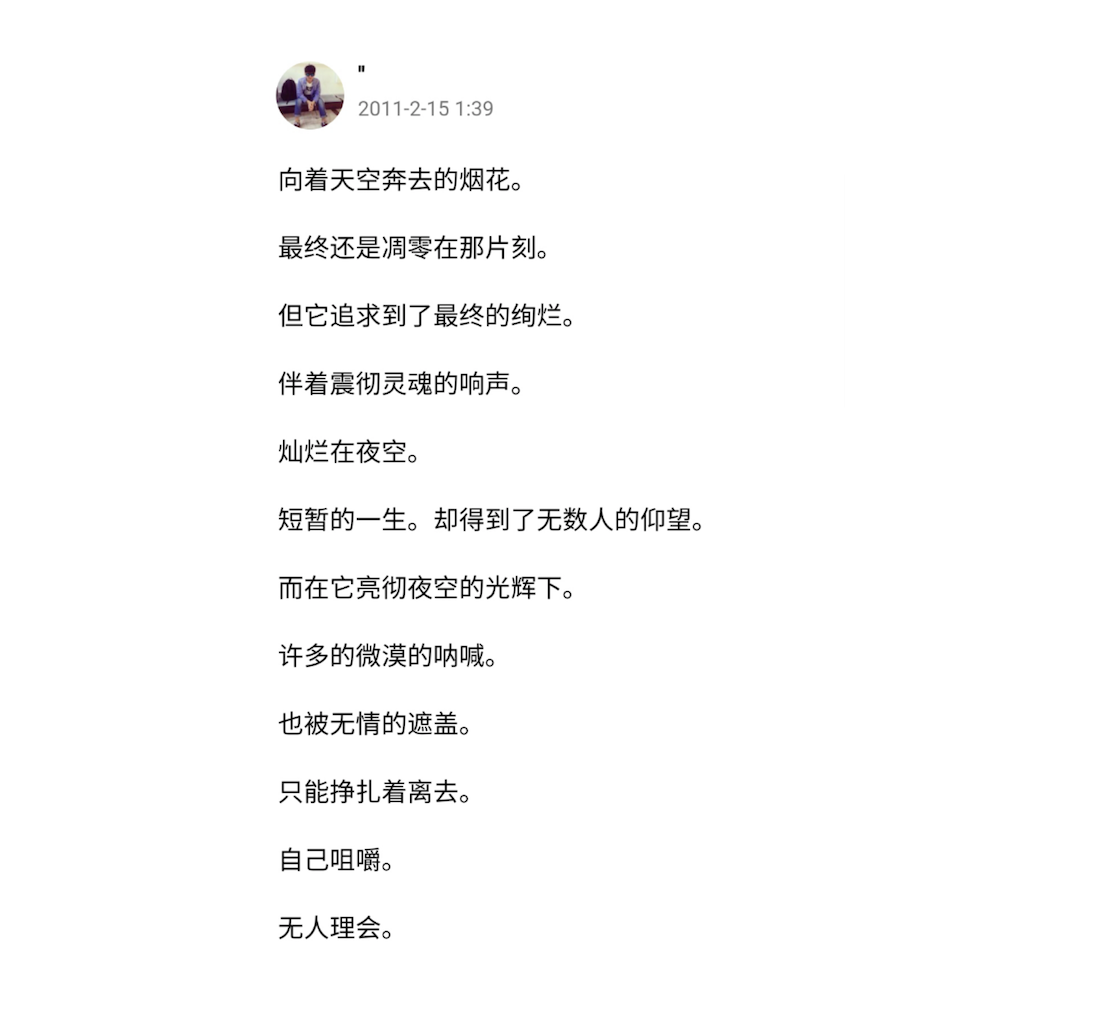 "
2011-2-15 1:39
向着天空奔去的烟花。
最终还是凋零在那片刻。
但它追求到了最终的绚烂。
伴着震彻灵魂的响声。
灿烂在夜空。
短暂的一生。却得到了无数人的仰望。
而在它亮彻夜空的光辉下。
许多的微漠的呐喊。
也被无情的遮盖。
只能挣扎着离去。
自己咀嚼。
无人理会。